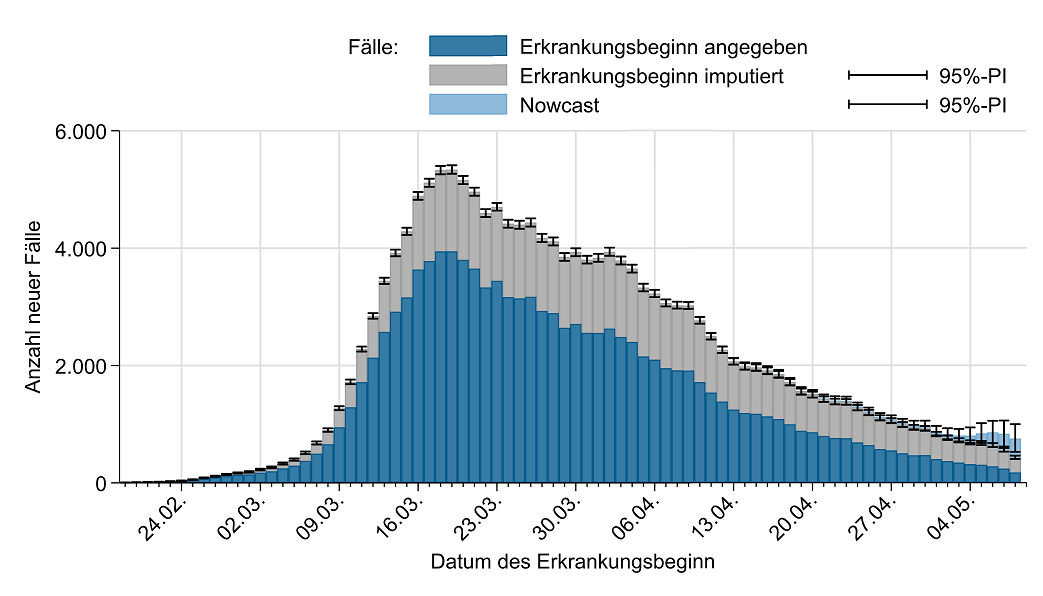 Fälle:
Erkrankungsbeginn angegeben
Erkrankungsbeginn imputiert
95%-PI
Nowcast
95%-PI
6.000
4.000
2.000
0
Anzahl neuer Fälle
24.02.
02.03.
09.03.
16.03.
23.03.
30.03.
06.04.
13.04.
20.04.
27.04.
04.05.
Datum des Erkrankungsbeginn